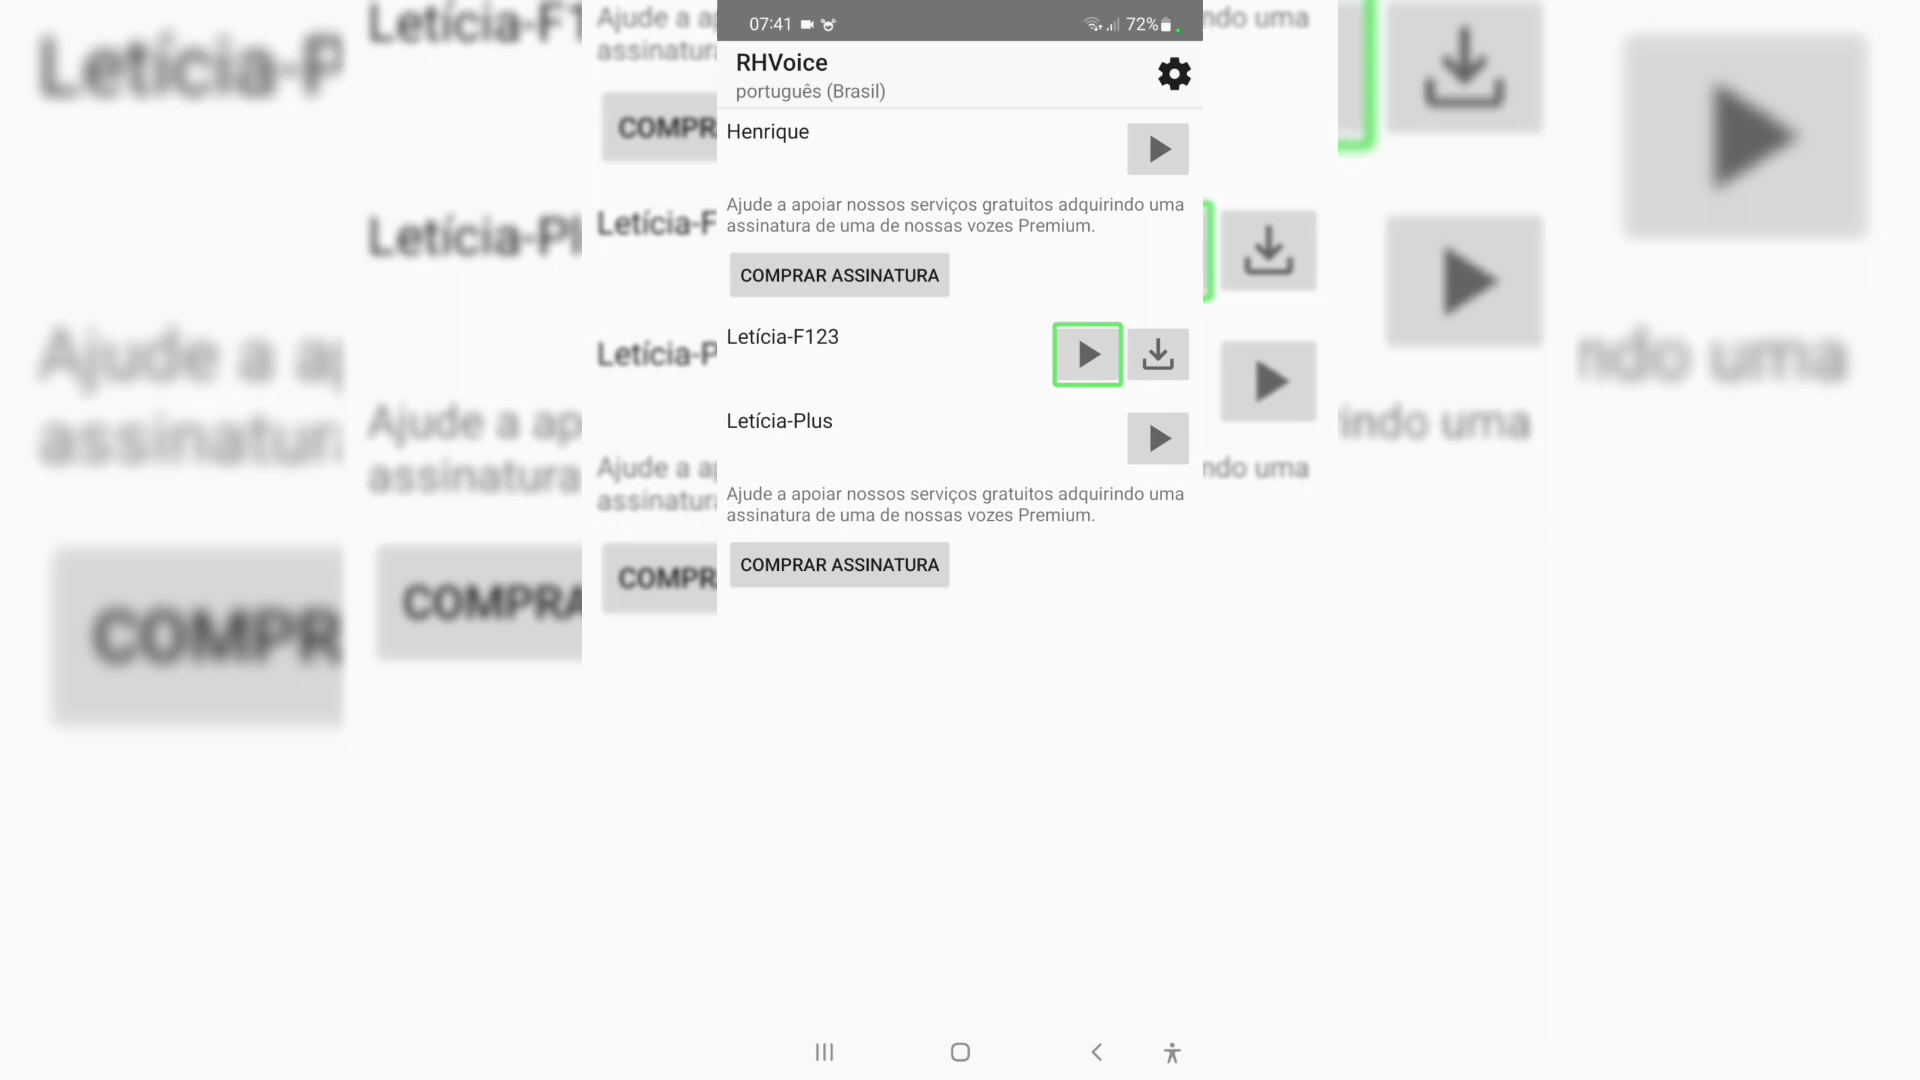 07:41
72%
RHVoice
português (Brasil)
Henrique
Ajude a apoiar nossos serviços gratuitos adquirindo uma
assinatura de uma de nossas vozes Premium.
COMPRAR ASSINATURA
Letícia-F123
Letícia-Plus
Ajude a apoiar nossos serviços gratuitos adquirindo uma
assinatura de uma de nossas vozes Premium.
COMPRAR ASSINATURA